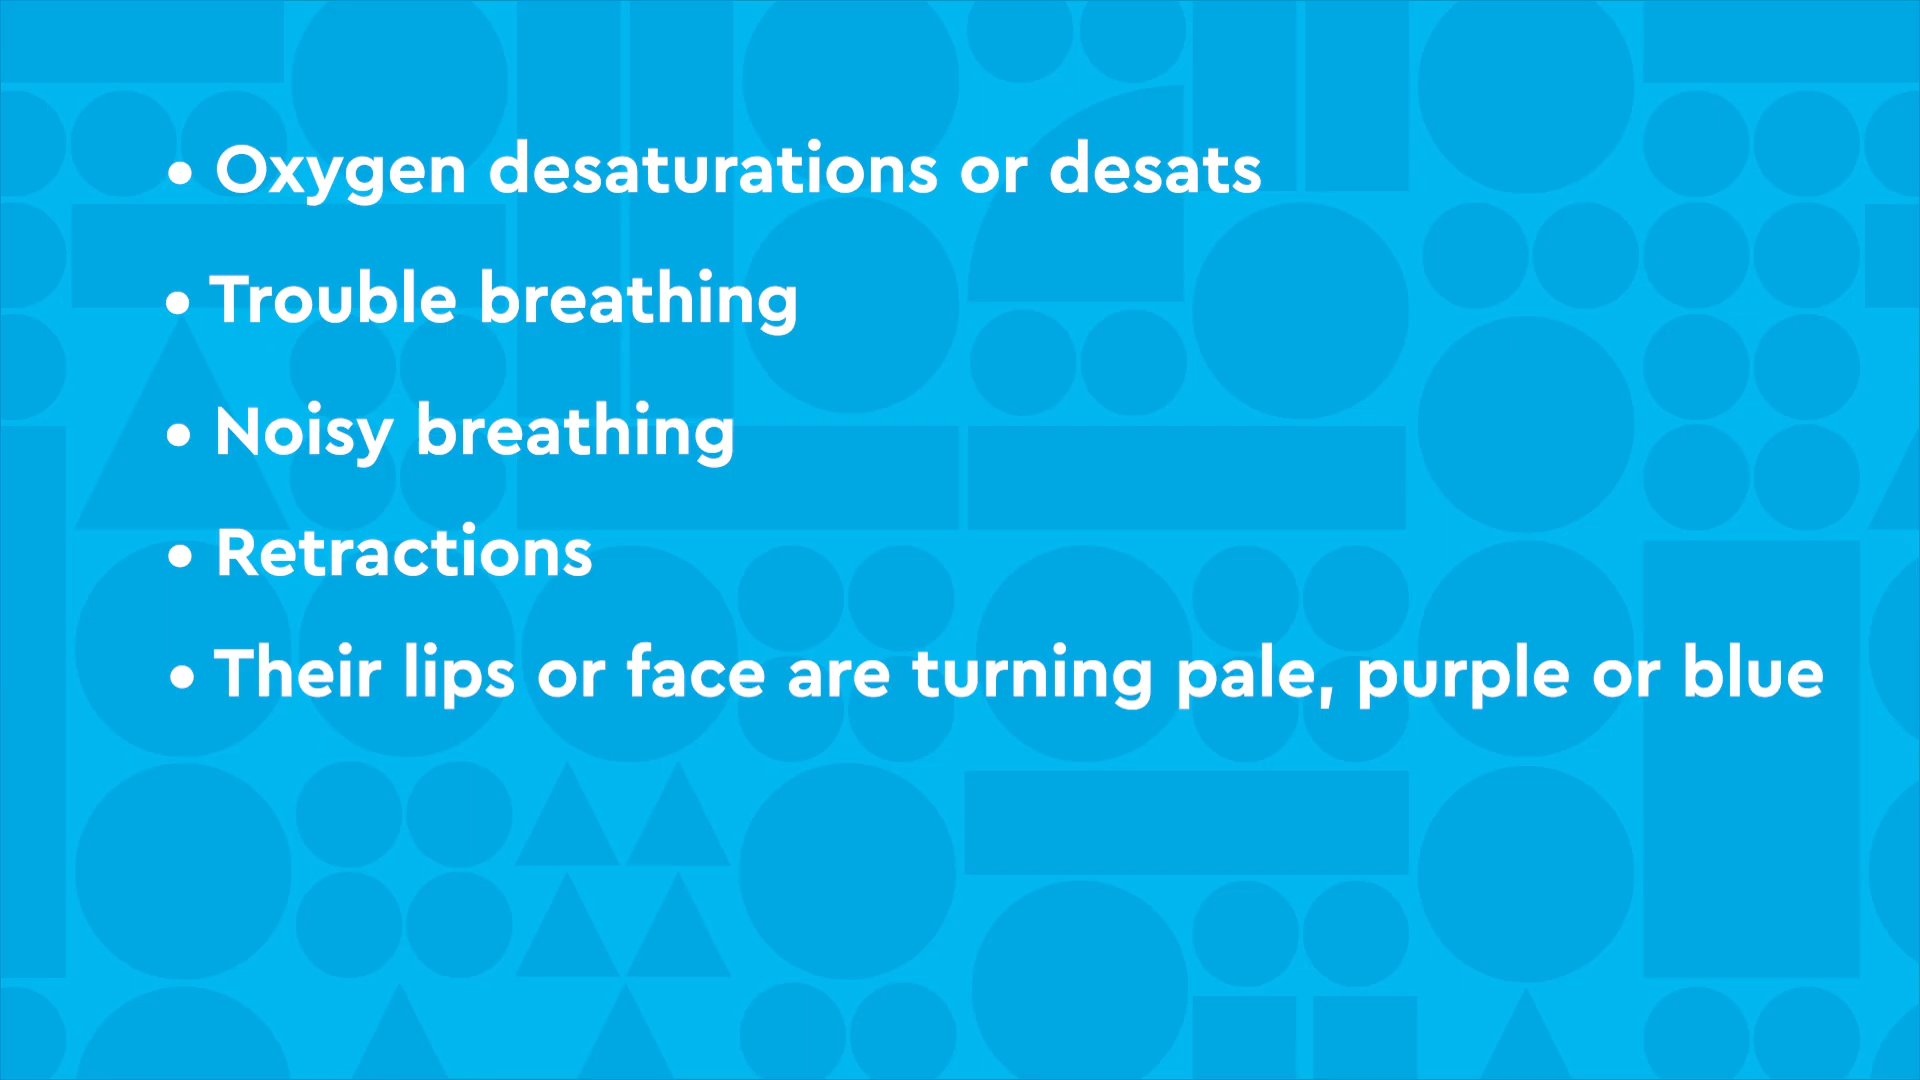 • Oxygen desaturations or desats
• Trouble breathing
• Noisy breathing
• Retractions
• Their lips or face are turning pale, purple or blue